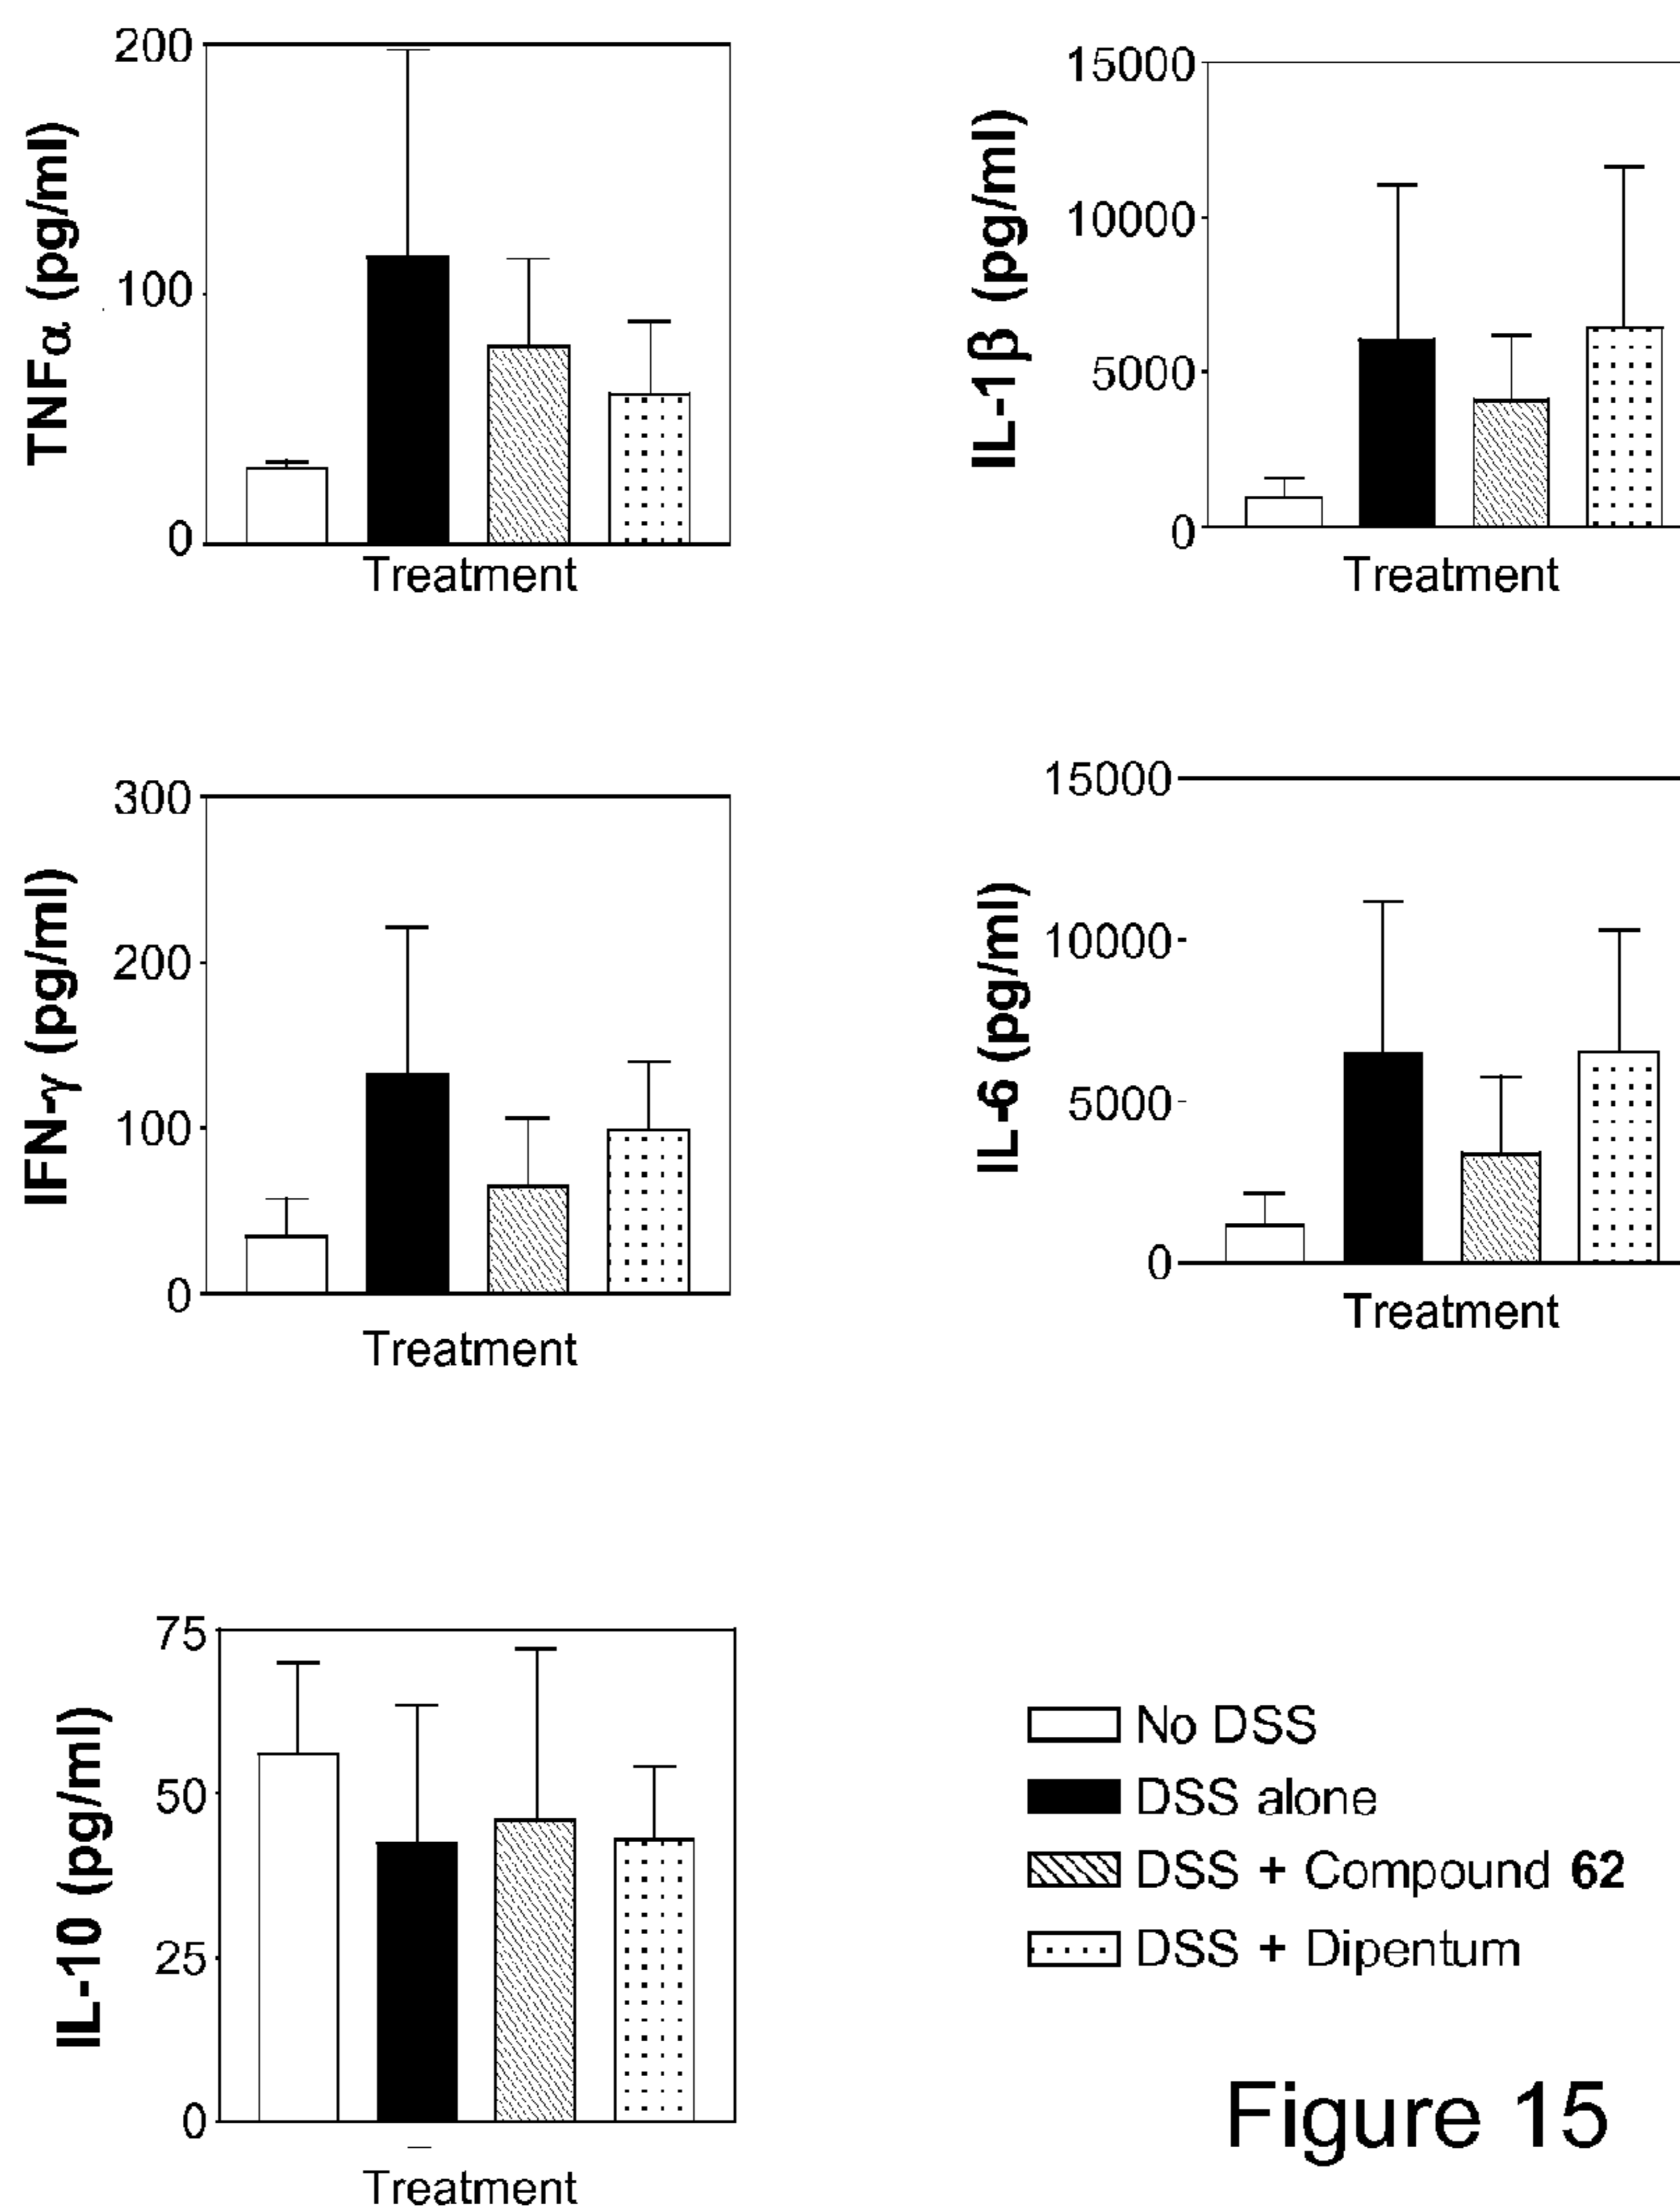 TNFα (pg/ml)
200
100
0
Treatment
IL-1β (pg/ml)
15000
10000
5000
0
Treatment
IFN-γ (pg/ml)
300
200
100
0
Treatment
IL-6 (pg/ml)
15000
10000
5000
0
Treatment
IL-10 (pg/ml)
75
50
25
0
Treatment
No DSS
DSS alone
DSS + Compound 62
DSS + Dipentum
Figure 15